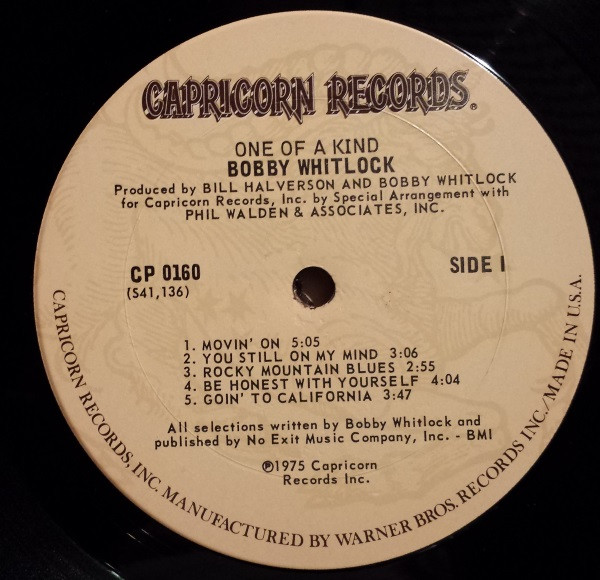 CAPRICORN RECORDS®
ONE OF A KIND
BOBBY WHITLOCK
Produced by BILL HALVERSON AND BOBBY WHITLOCK
for Capricorn Records, Inc. by Special Arrangement with
PHIL WALDEN & ASSOCIATES, INC.
CP 0160
(S41,136)
SIDE I
1. MOVIN' ON 5:05
2. YOU STILL ON MY MIND 3:06
3. ROCKY MOUNTAIN BLUES 2:55
4. BE HONEST WITH YOURSELF 4:04
5. GOIN' TO CALIFORNIA 3:47
All selections written by Bobby Whitlock and
published by No Exit Music Company, Inc. - BMI
℗1975 Capricorn
Records Inc.
CAPRICORN RECORDS, INC. MANUFACTURED BY WARNER BROS. RECORDS INC./MADE IN U.S.A.